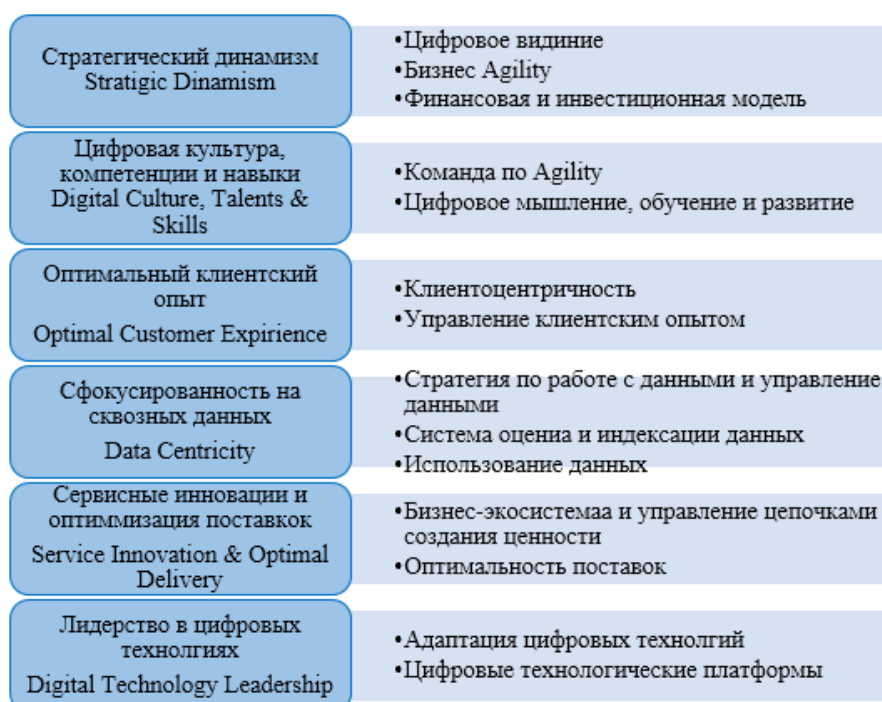 Стратегический динамизм
Stratigic Dinamism
•Цифровое видиние
•Бизнес Agility
•Финансовая и инвестиционная модель
Цифровая культура,
компетенции и навыки
Digital Culture, Talents &
Skills
•Команда по Agility
•Цифровое мышление, обучение и развитие
Оптимальный клиентский
опыт
Optimal Customer Expirience
•Клиентоцентричность
•Управление клиентским опытом
Сфокусированность на
сквозных данных
Data Centricity
•Стратегия по работе с данными и управление
данными
•Система оцениа и индексации данных
•Использование данных
Сервисные инновации и
оптиммизация поставкок
Service Innovation & Optimal
Delivery
•Бизнес-экосистемаа и управление цепочками
создания ценности
•Оптимальность поставок
Лидерство в цифровых
технолгиях
Digital Technology Leadership
•Адаптация цифровых технолгий
•Цифровые технологические платформы